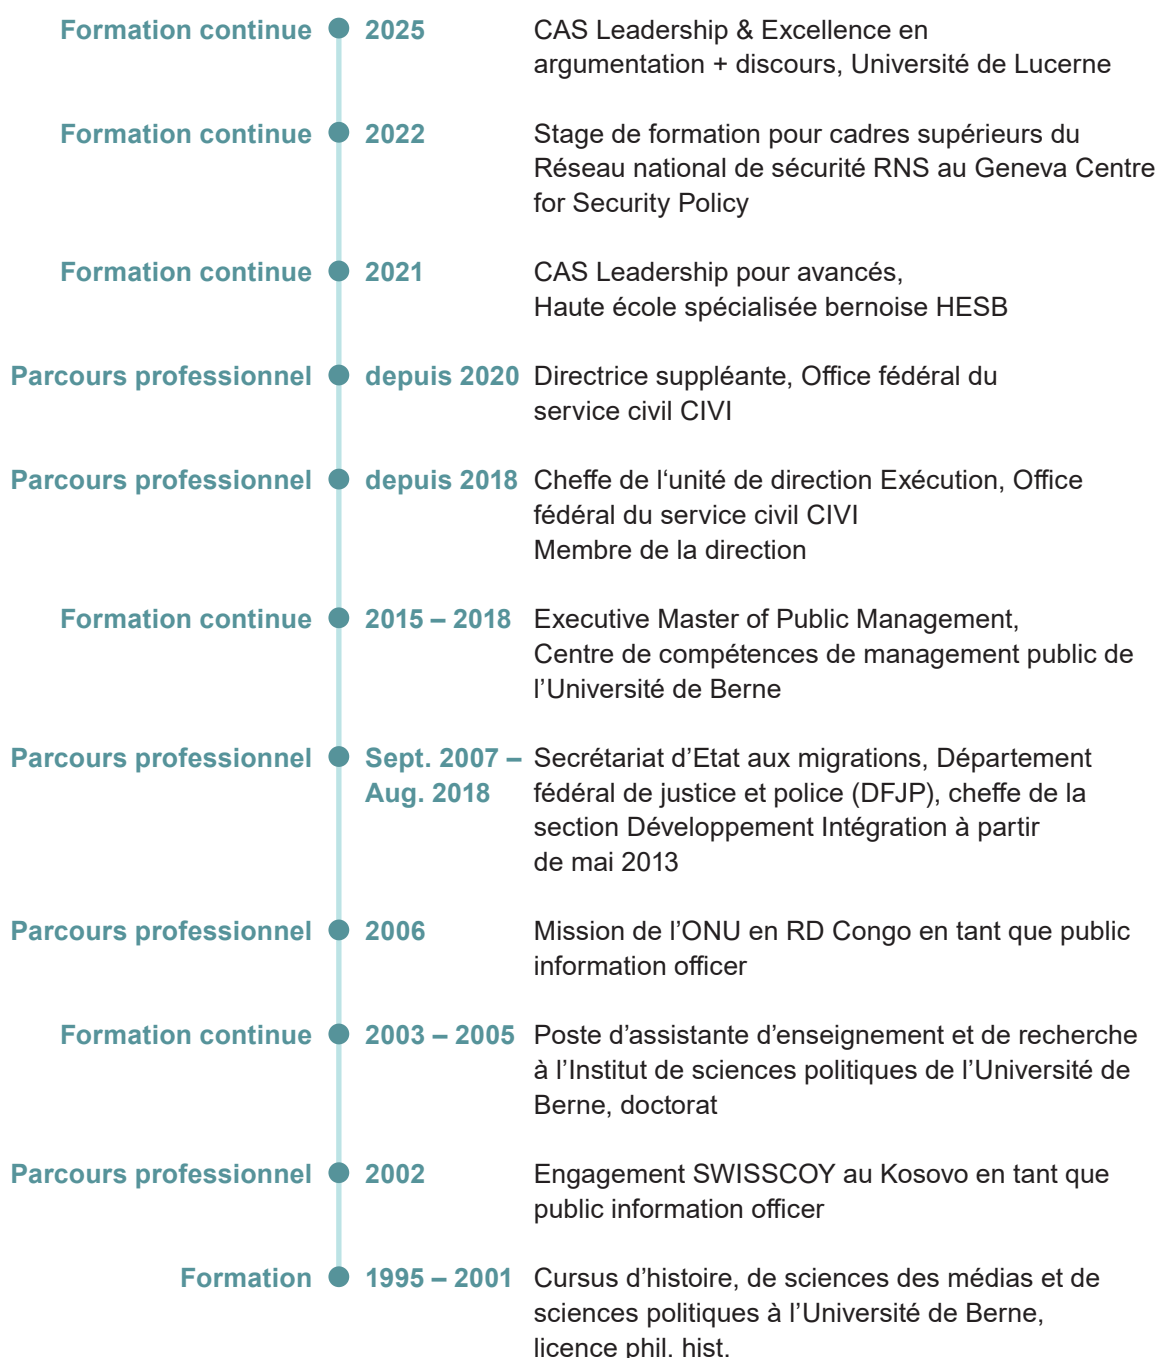 Formation continue 2025 CAS Leadership & Excellence en
argumentation + discours, Université de Lucerne
Formation continue 2022 Stage de formation pour cadres supérieurs du
Réseau national de sécurité RNS au Geneva Centre
for Security Policy
Formation continue 2021 CAS Leadership pour avancés,
Haute école spécialisée bernoise HESB
Parcours professionnel depuis 2020 Directrice suppléante, Office fédéral du
service civil CIVI
Parcours professionnel depuis 2018 Cheffe de l‘unité de direction Exécution, Office
fédéral du service civil CIVI
Membre de la direction
Formation continue 2015 – 2018 Executive Master of Public Management,
Centre de compétences de management public de
l’Université de Berne
Parcours professionnel Sept. 2007 – Secrétariat d’Etat aux migrations, Département
Aug. 2018 fédéral de justice et police (DFJP), cheffe de la
section Développement Intégration à partir
de mai 2013
Parcours professionnel 2006 Mission de l’ONU en RD Congo en tant que public
information officer
Formation continue 2003 – 2005 Poste d’assistante d’enseignement et de recherche
à l’Institut de sciences politiques de l’Université de
Berne, doctorat
Parcours professionnel 2002 Engagement SWISSCOY au Kosovo en tant que
public information officer
Formation 1995 – 2001 Cursus d’histoire, de sciences des médias et de
sciences politiques à l’Université de Berne,
licence phil. hist.